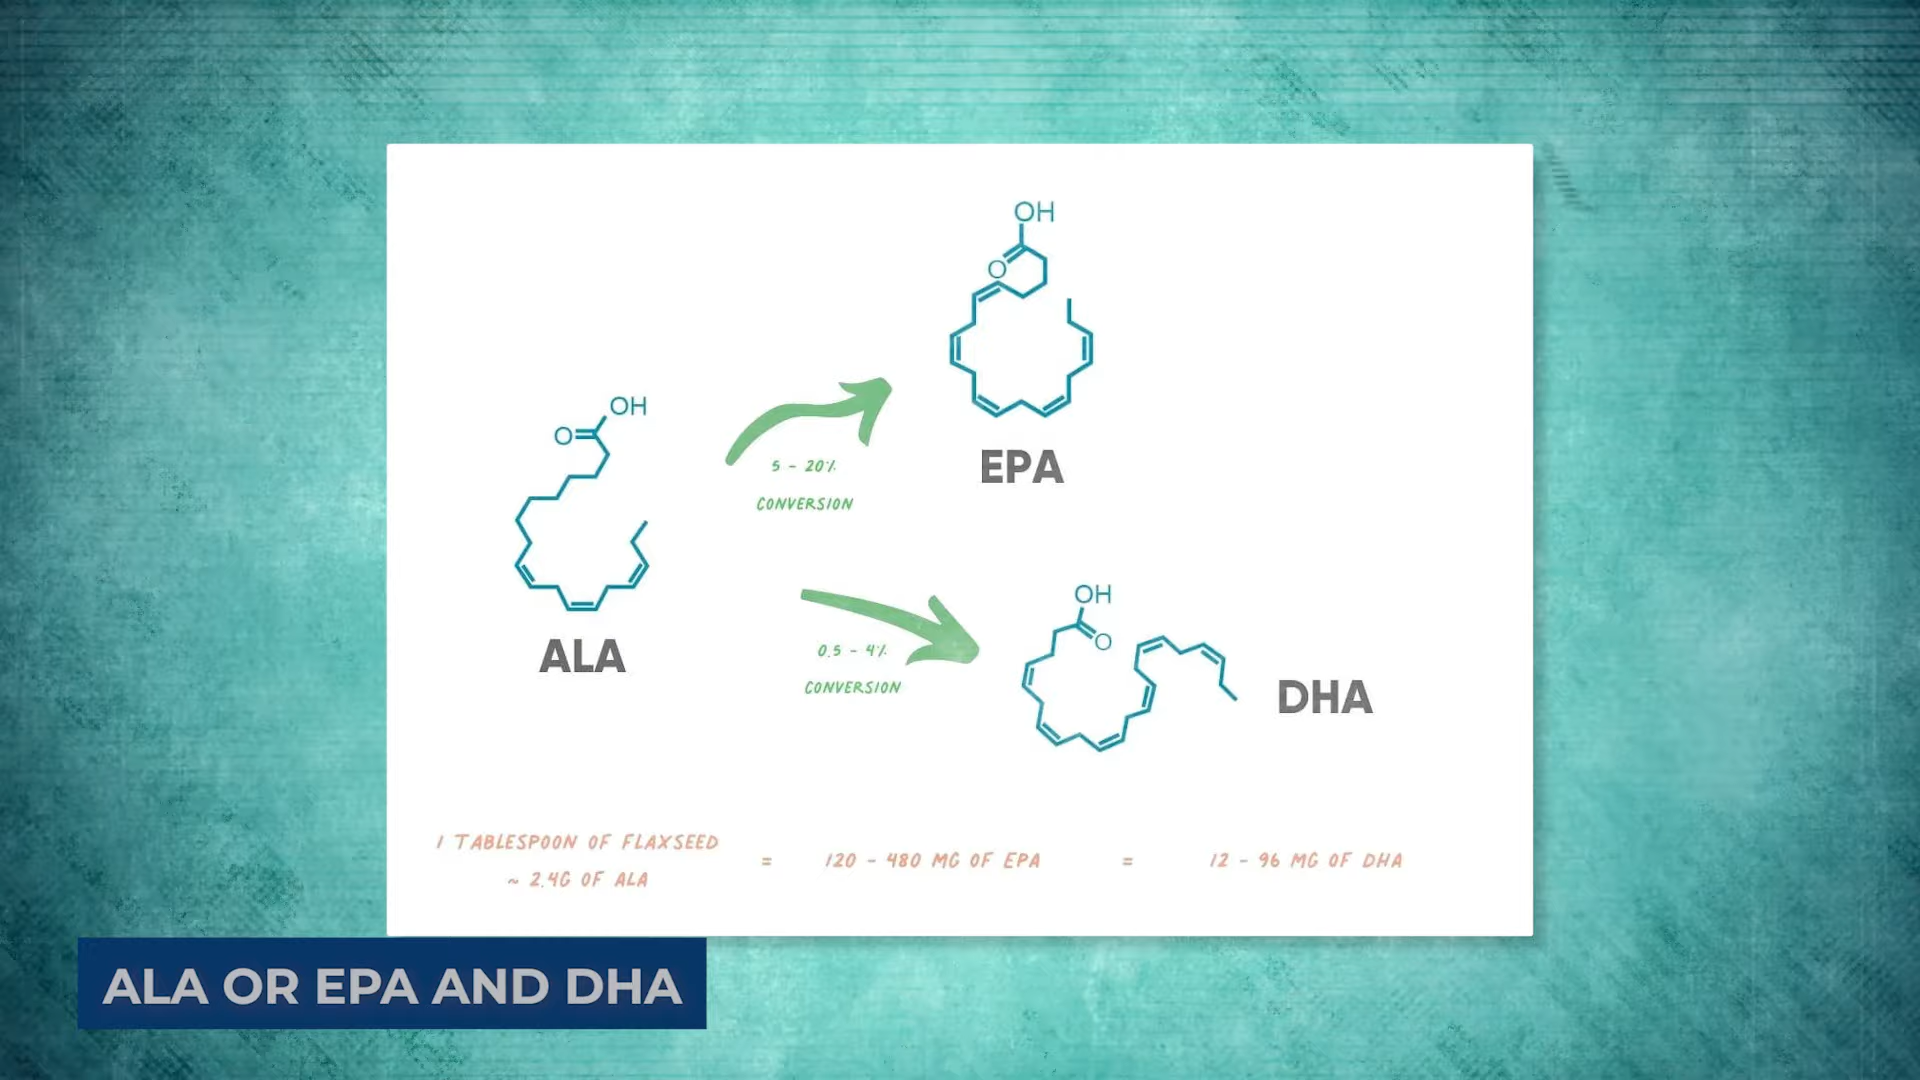 OH
O
EPA
5 - 20%
CONVERSION
OH
O
ALA
OH
O
0.5 - 4%
CONVERSION
DHA
1 TABLESPOON OF FLAXSEED
~ 2.4G OF ALA
= 120 - 480 MG OF EPA = 12 - 96 MG OF DHA
ALA OR EPA AND DHA